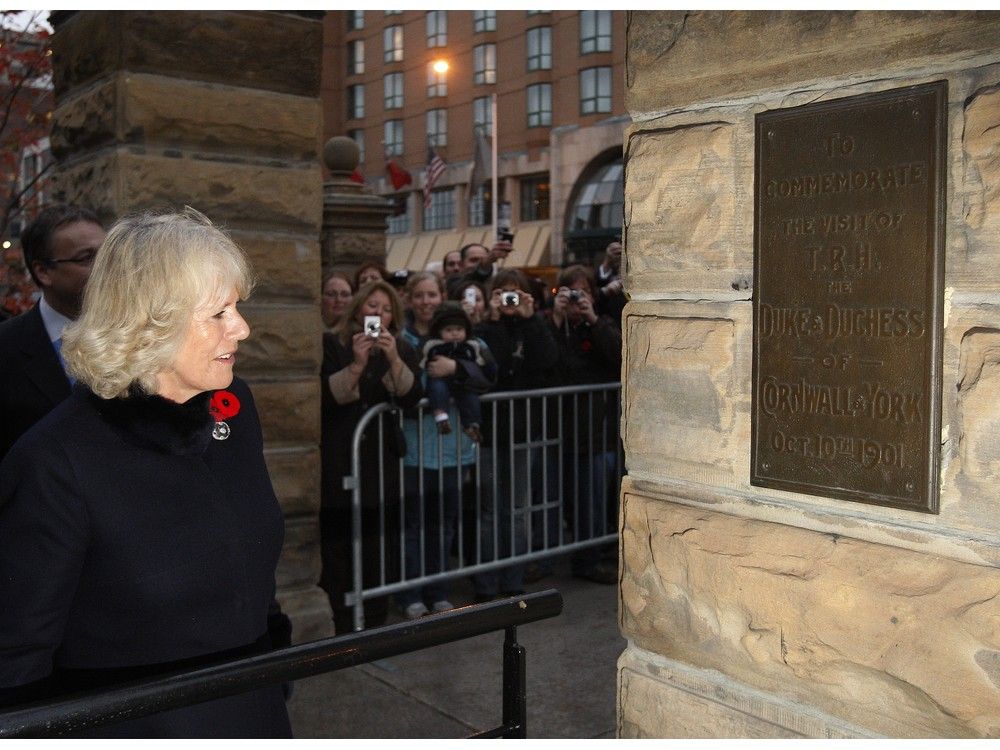 TO
COMMEMORATE
THE VISIT OF
T.R.H.
THE
DUKE & DUCHESS
— OF —
CORNWALL & YORK
OCT. 10TH 1901